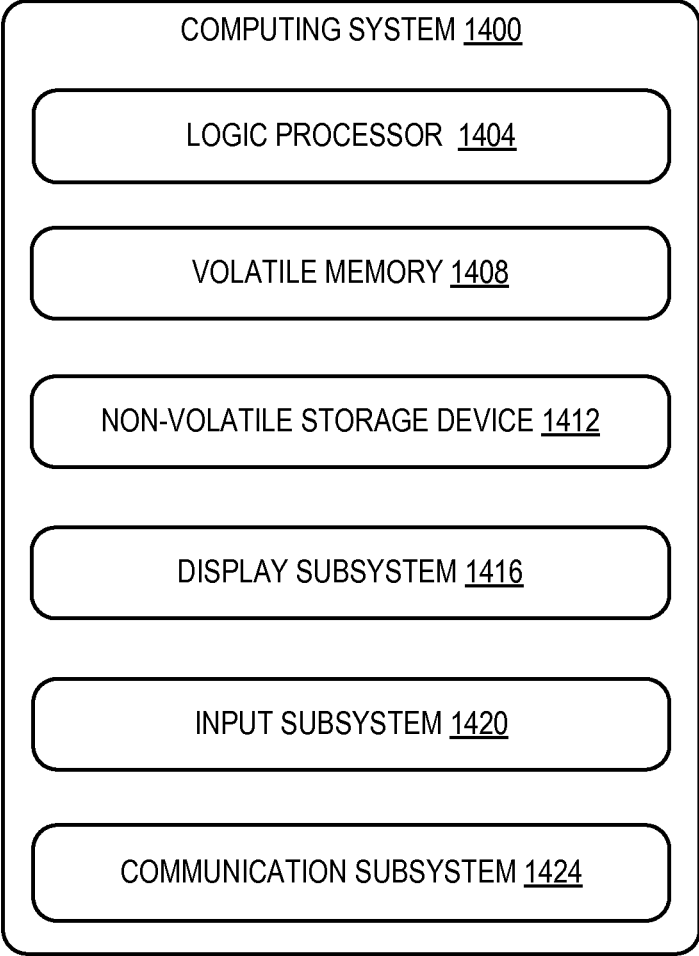 COMPUTING SYSTEM 1400
LOGIC PROCESSOR 1404
VOLATILE MEMORY 1408
NON-VOLATILE STORAGE DEVICE 1412
DISPLAY SUBSYSTEM 1416
INPUT SUBSYSTEM 1420
COMMUNICATION SUBSYSTEM 1424